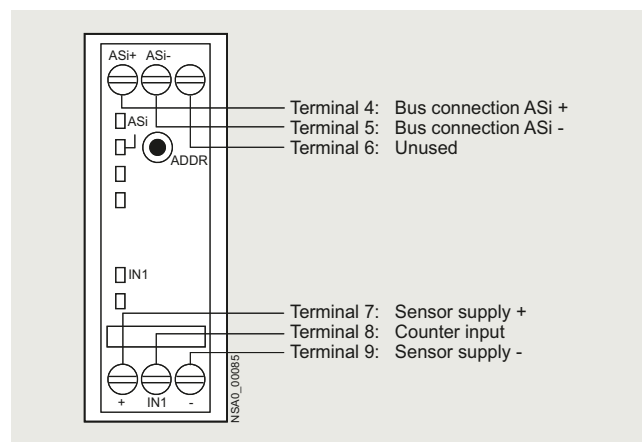 ASi+ ASi-
Terminal 4: Bus connection ASi +
Terminal 5: Bus connection ASi -
Terminal 6: Unused
ASi
ADDR
IN1
Terminal 7: Sensor supply +
Terminal 8: Counter input
Terminal 9: Sensor supply -
+ IN1 -
NSA0_00085